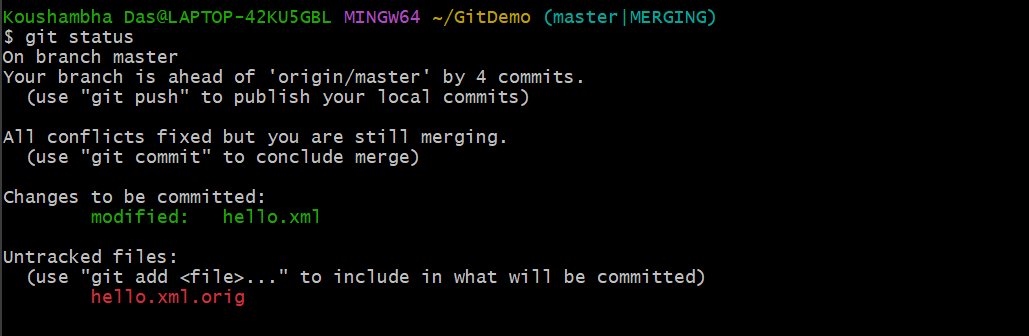 Koushambha Das@LAPTOP-42KU5GBL MINGW64 ~/GitDemo (master|MERGING)
$ git status
On branch master
Your branch is ahead of 'origin/master' by 4 commits.
  (use "git push" to publish your local commits)

All conflicts fixed but you are still merging.
  (use "git commit" to conclude merge)

Changes to be committed:
        modified:   hello.xml

Untracked files:
  (use "git add <file>..." to include in what will be committed)
        hello.xml.orig